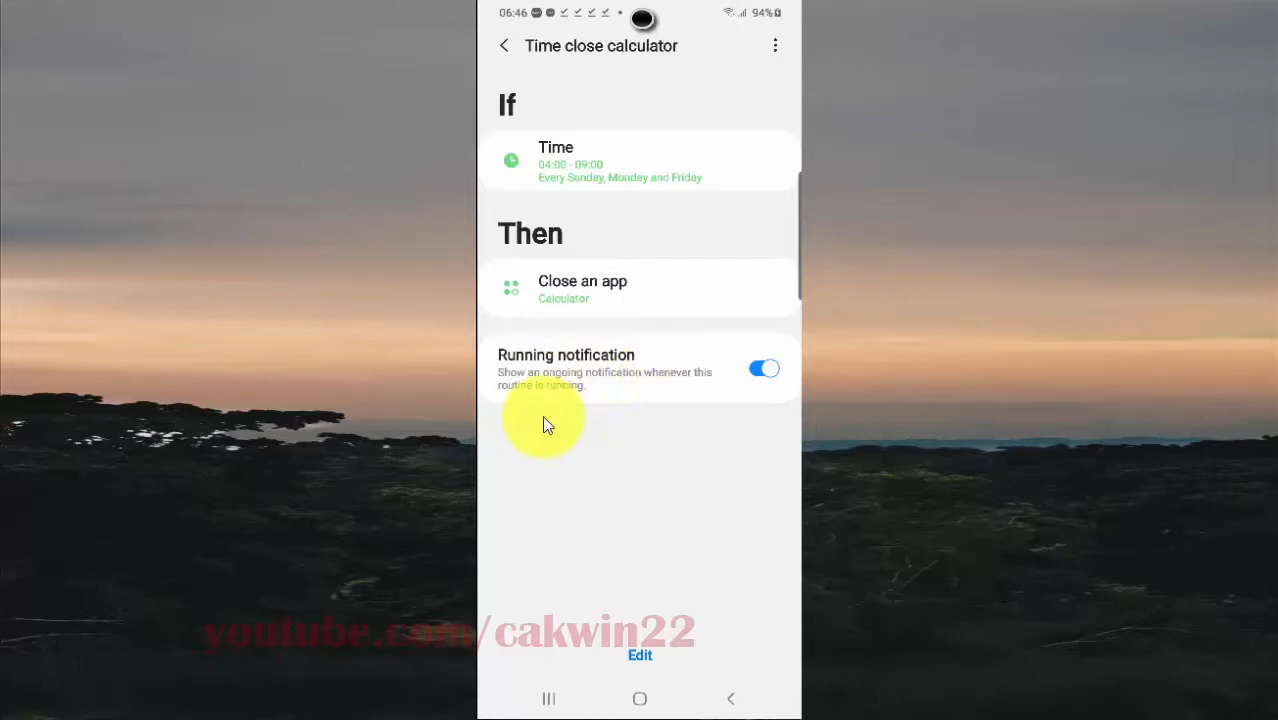 06:46
94%
Time close calculator
If
Time
04:00 - 09:00
Every Sunday, Monday and Friday
Then
Close an app
Calculator
Running notification
Show an ongoing notification whenever this
routine is running.
youtube.com/cakwin22
Edit